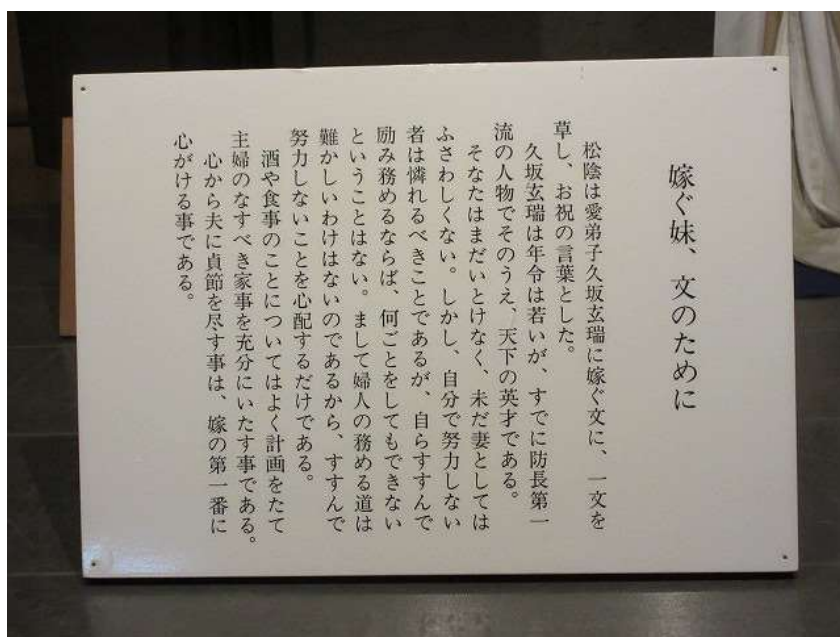 嫁ぐ妹、文のために
松陰は愛弟子久坂玄瑞に嫁ぐ文に、一文を
草し、お祝の言葉とした。
久坂玄瑞は年令は若いが、すでに防長第一
流の人物でそのうえ、天下の英才である。
そなたはまだいとけなく、未だ妻としては
ふさわしくない。しかし、自分で努力しない
者は憐れるべきことであるが、自らすすんで
励み務めるならば、何ごとをしてもできない
ということはない。まして婦人の務める道は
難かしいわけはないのであるから、すすんで
努力しないことを心配するだけである。
酒や食事のことについてはよく計画をたて
主婦のなすべき家事を充分にいたす事である。
心から夫に貞節を尽す事は、嫁の第一番に
心がける事である。